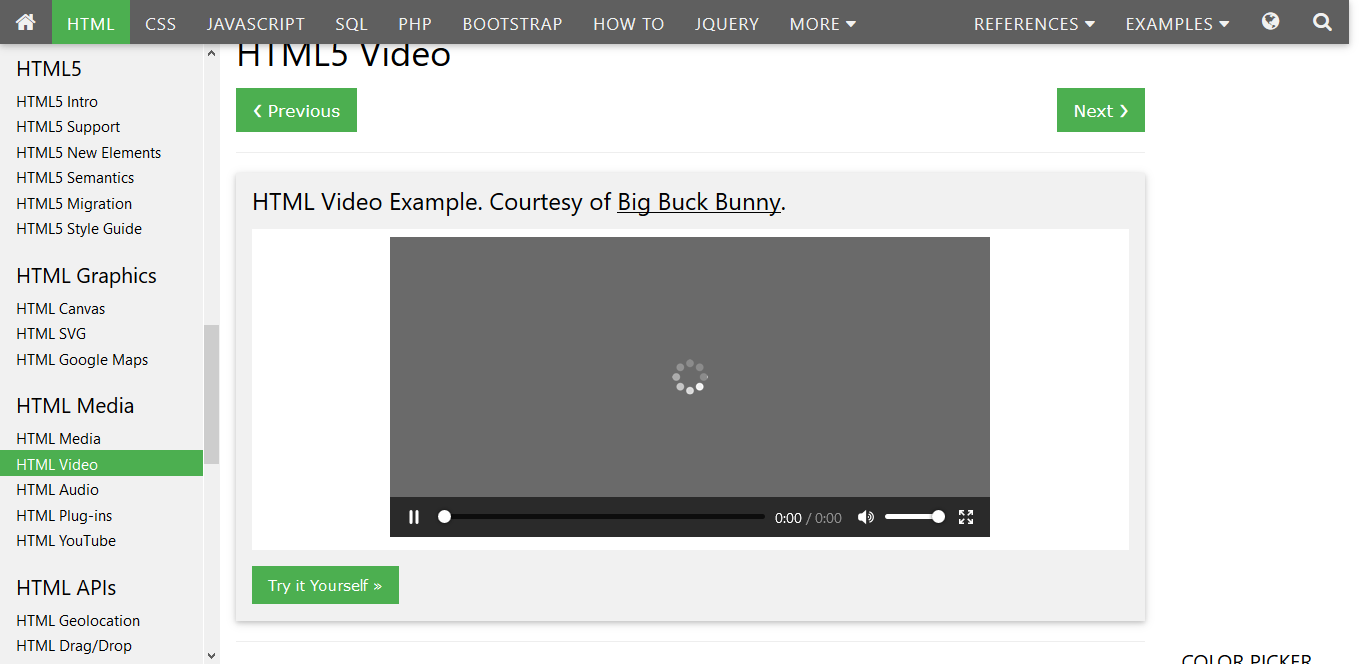 HTML CSS JAVASCRIPT SQL PHP BOOTSTRAP HOW TO JQUERY MORE REFERENCES EXAMPLES
HTML5
HTML5 Intro
HTML5 Support
HTML5 New Elements
HTML5 Semantics
HTML5 Migration
HTML5 Style Guide
HTML Graphics
HTML Canvas
HTML SVG
HTML Google Maps
HTML Media
HTML Media
HTML Video
HTML Audio
HTML Plug-ins
HTML YouTube
HTML APIs
HTML Geolocation
HTML Drag/Drop
HTML5 Video
❮ Previous
Next ❯
HTML Video Example. Courtesy of Big Buck Bunny.
0:00 / 0:00
Try it Yourself »
COLOR PICKER